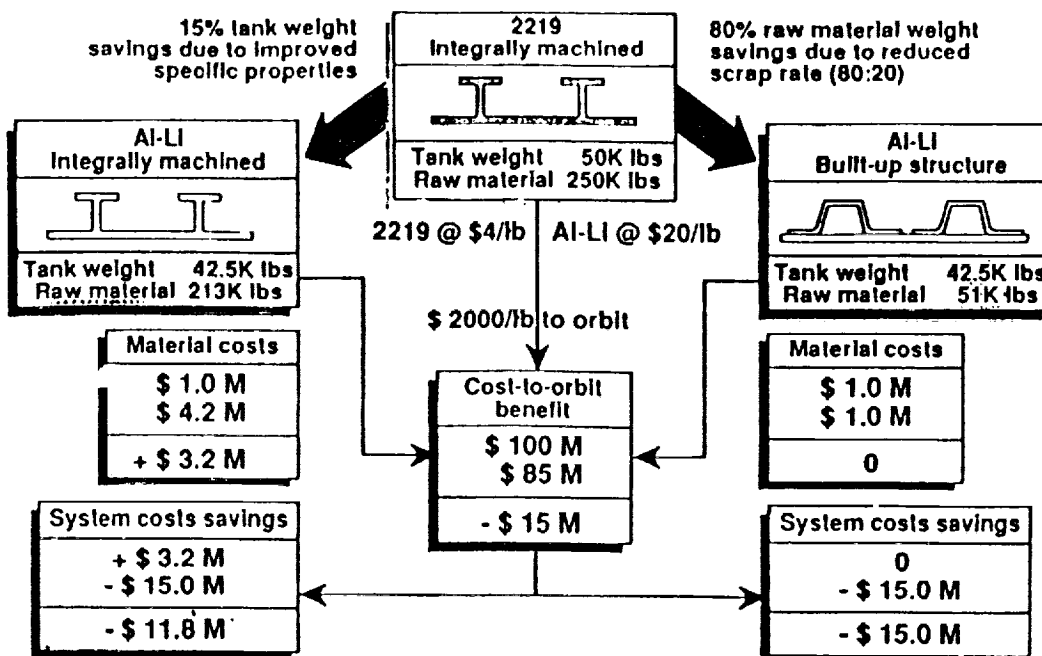 15% tank weight
savings due to improved
specific properties
2219
Integrally machined
Tank weight 50K lbs
Raw material 250K lbs
80% raw material weight
savings due to reduced
scrap rate (80:20)
Al-Li
Integrally machined
Tank weight 42.5K lbs
Raw material 213K lbs
2219 @ $4/lb
Al-Li @ $20/lb
Al-Li
Built-up structure
Tank weight 42.5K lbs
Raw material 51K lbs
$ 2000/lb to orbit
Material costs
$ 1.0 M
$ 4.2 M
+ $ 3.2 M
Cost-to-orbit
benefit
$ 100 M
$ 85 M
- $ 15 M
Material costs
$ 1.0 M
$ 1.0 M
0
System costs savings
+ $ 3.2 M
- $ 15.0 M
- $ 11.8 M
System costs savings
0
- $ 15.0 M
- $ 15.0 M